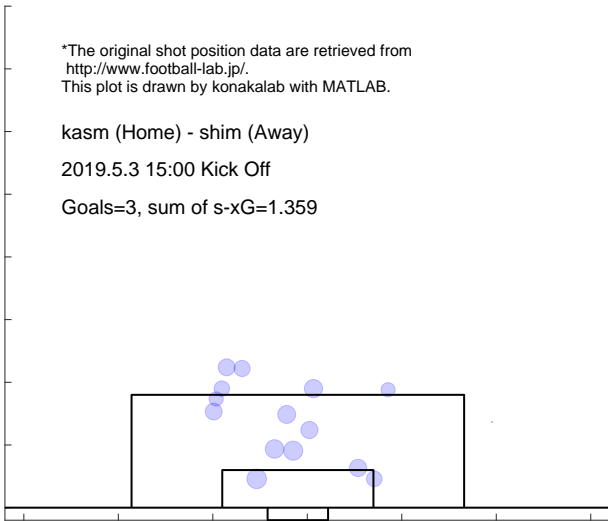 *The original shot position data are retrieved from
http://www.football-lab.jp/.
This plot is drawn by konakalab with MATLAB.
kasm (Home) - shim (Away)
2019.5.3 15:00 Kick Off
Goals=3, sum of s-xG=1.359